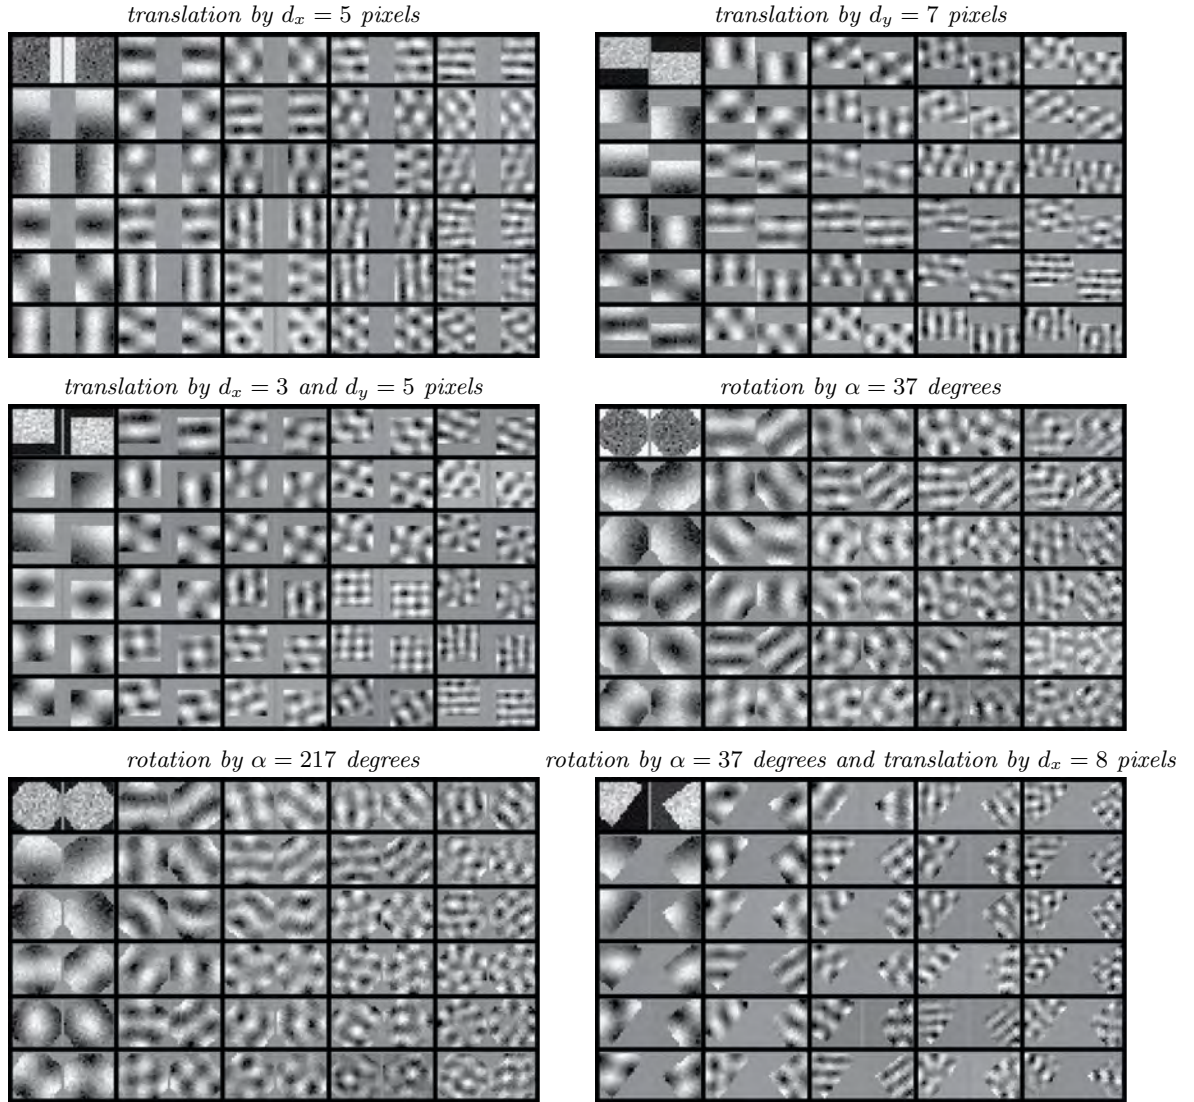 translation by dx = 5 pixels
translation by dy = 7 pixels
translation by dx = 3 and dy = 5 pixels
rotation by α = 37 degrees
rotation by α = 217 degrees
rotation by α = 37 degrees and translation by dx = 8 pixels